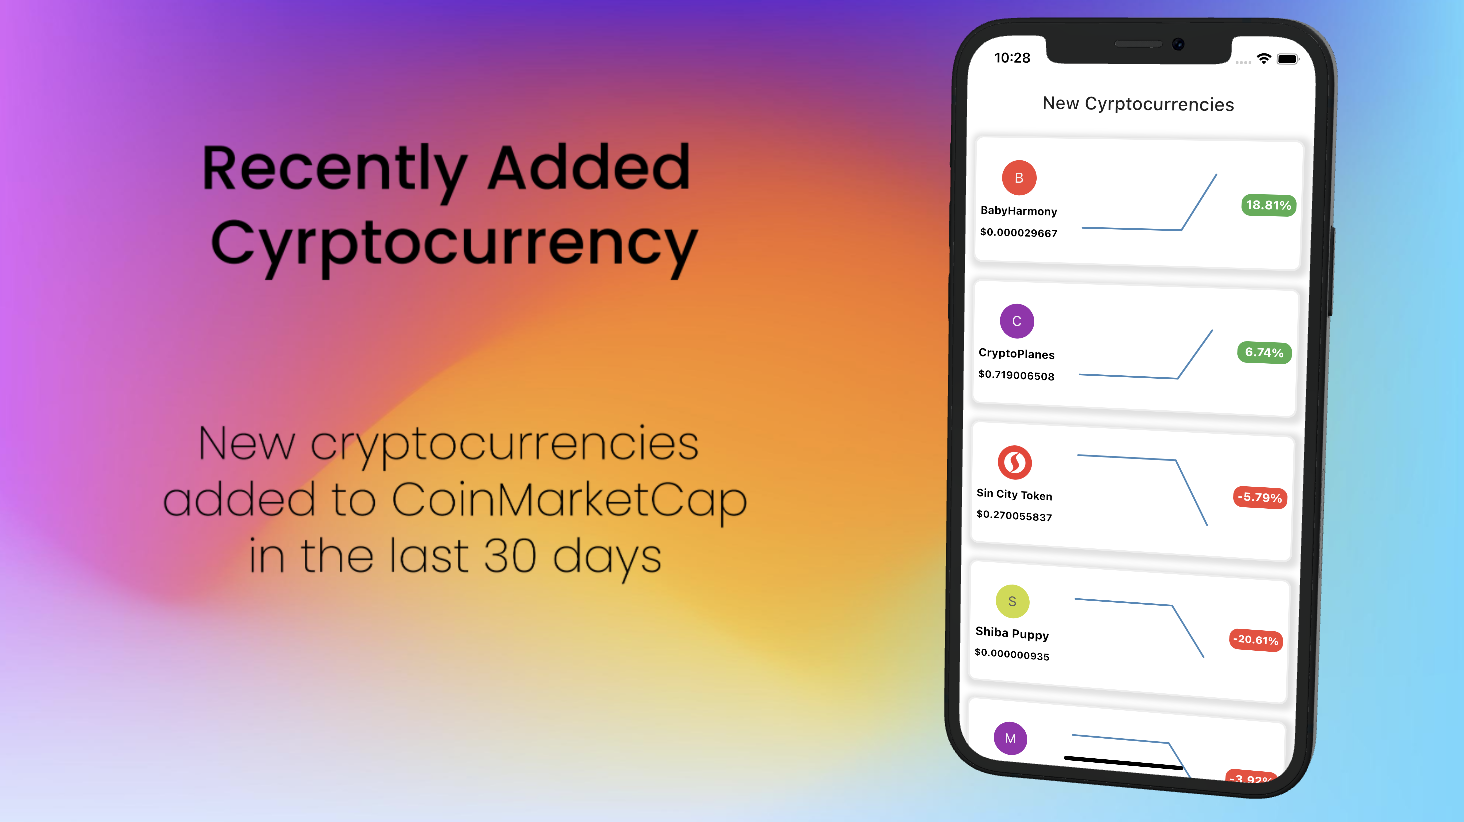 Recently Added
Cyrptocurrency
New cryptocurrencies
added to CoinMarketCap
in the last 30 days
10:28
New Cyrptocurrencies
B
BabyHarmony
$0.000029667
18.81%
C
CryptoPlanes
$0.719006508
6.74%
Sin City Token
$0.270055837
-5.79%
S
Shiba Puppy
$0.000000935
-20.61%
M
-3.92%